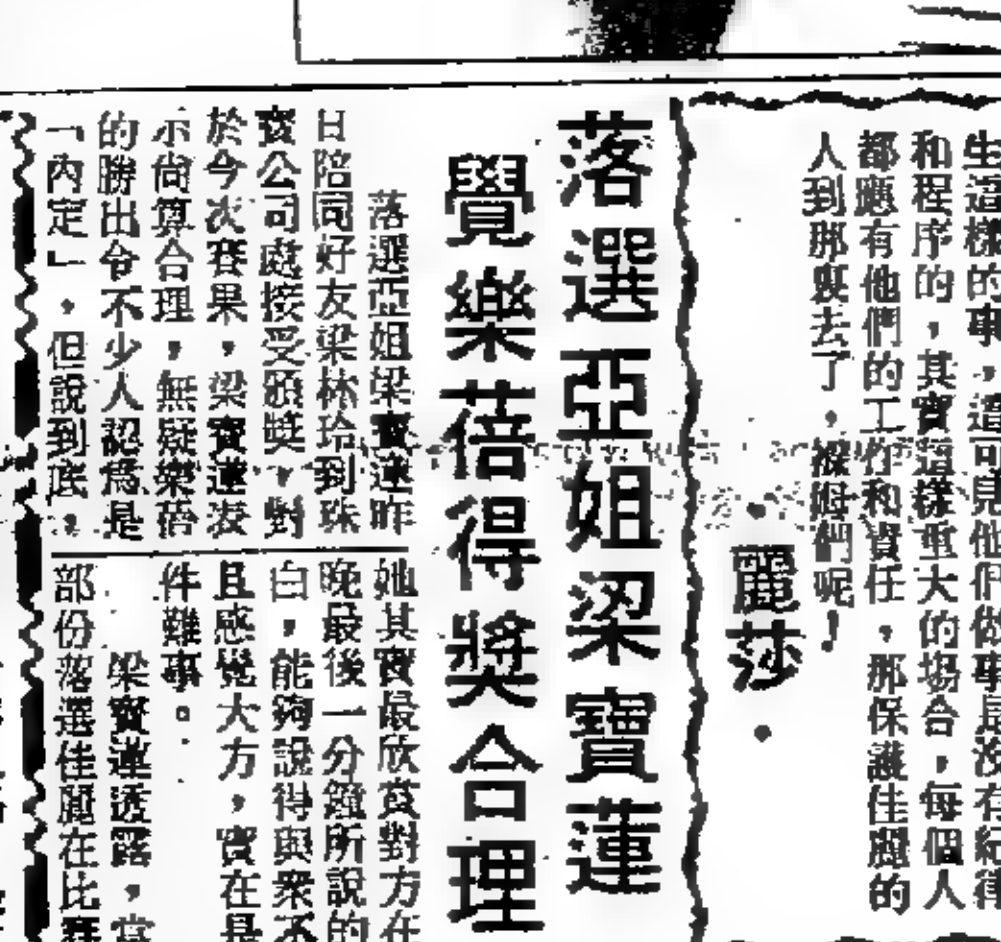 生這樣的事，這可見他們做事是沒有紀律
和程序的，其實這樣重大的場合，每個人
都應有他們的工作和責任，那保護佳麗的
人到那裏去了，褓姆們呢！
•麗莎•
落選亞姐梁寶蓮
覺樂蓓得獎合理
落選亞姐梁寶蓮昨
日陪同好友梁林玲到珠
寶公司處接受頒獎，對
於今次賽果，梁寶蓮表
示尚算合理，無疑樂蓓
的勝出令不少人認爲是
「內定」，但說到底，
她其實最欣賞對方在
晚最後一分鐘所說的
白，能夠說得與衆不
且感覺大方，實在是
件難事。
梁寶蓮透露，當
部份落選佳麗在比賽